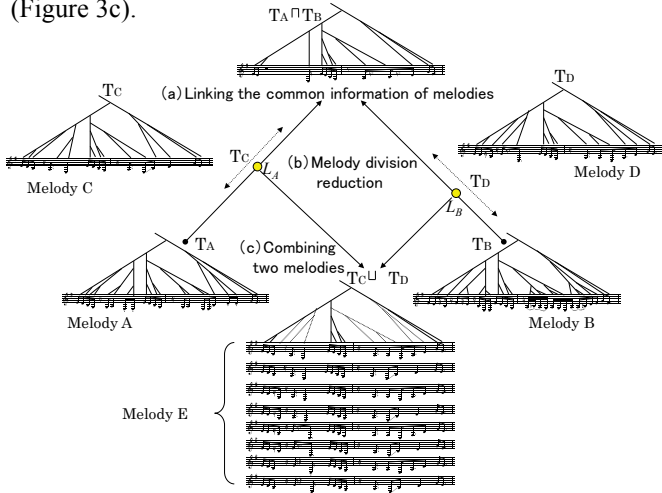 (Figure 3c).
TA⊓TB
(a)Linking the common information of melodies
TC
TD
Melody C
Melody D
TC
LA
(b) Melody division
reduction
TD
LB
TA
(c) Combining
two melodies
TC⊔ TD
TB
Melody A
Melody B
Melody E